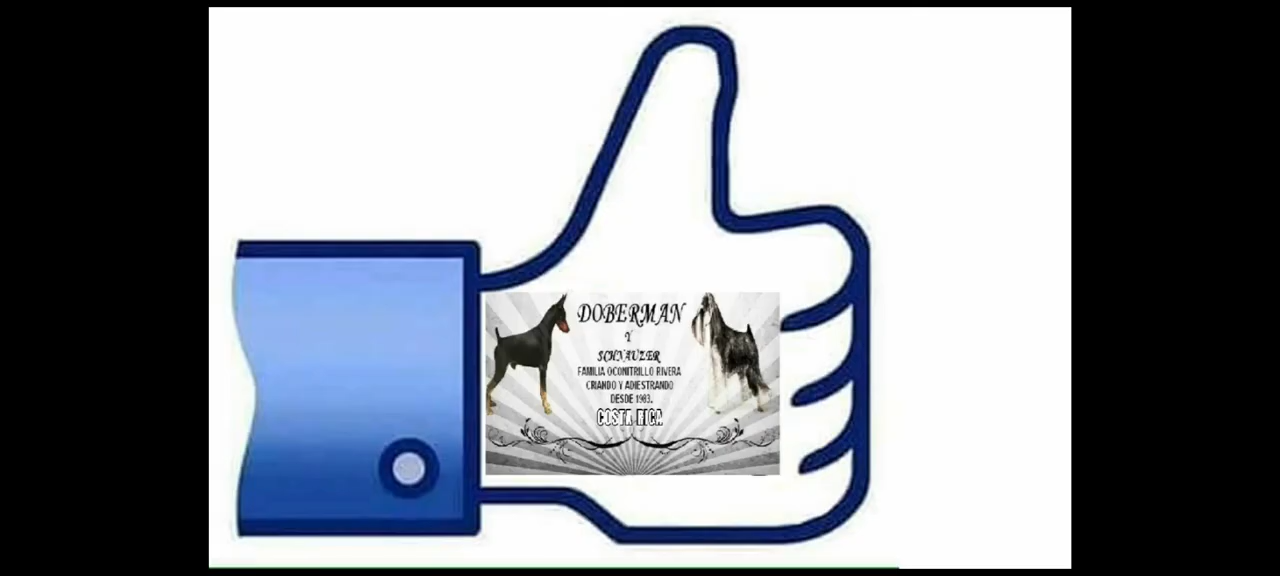 DOBERMAN
Y
SCHNAUZER
FAMILIA OCONITRILLO RIVERA
CRIANDO Y ADIESTRANDO
DESDE 1983.
COSTA RICA